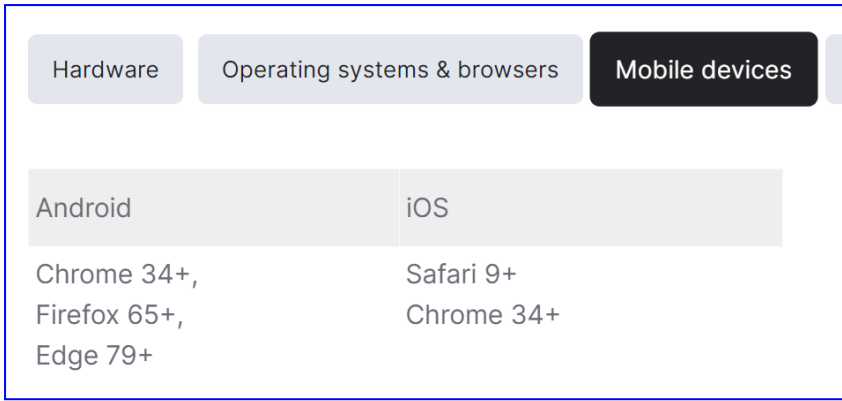 Hardware
Operating systems & browsers
Mobile devices
Android
iOS
Chrome 34+,
Firefox 65+,
Edge 79+
Safari 9+
Chrome 34+